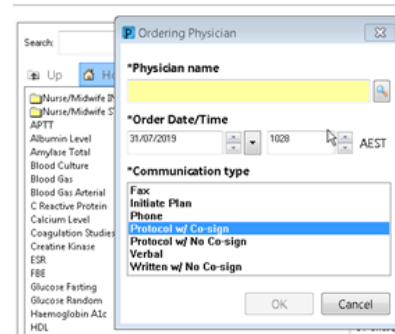 Ordering Physician
Search:
Up
*Physician name
Nurse/Midwife
Nurse/Midwife
APTT
Albumin Level
Amylase Total
Blood Culture
Blood Gas
Blood Gas Arterial
C Reactive Protein
Calcium Level
Coagulation Studies
Creatine Kinase
ESR
FBE
Glucose Fasting
Glucose Random
Haemoglobin A1c
HDL
*Order Date/Time
31/07/2019
1028
AEST
*Communication type
Fax
Initiate Plan
Phone
Protocol w/ Co-sign
Protocol w/ No Co-sign
Verbal
Written w/ No Co-sign
OK
Cancel